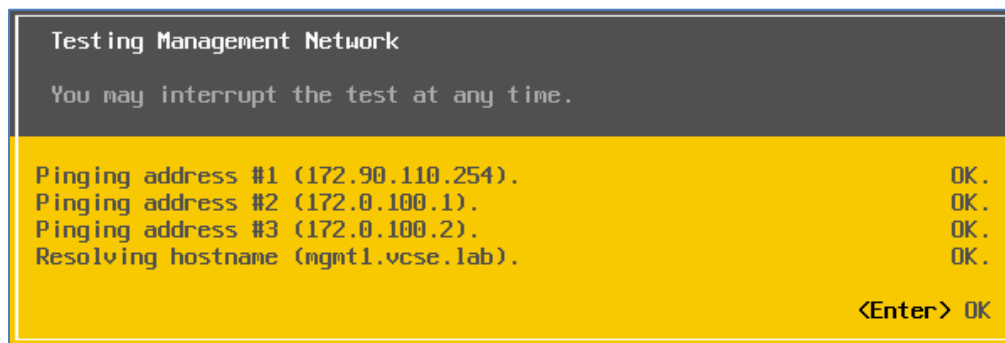 Testing Management Network
You may interrupt the test at any time.
Pinging address #1 (172.90.110.254). OK.
Pinging address #2 (172.0.100.1). OK.
Pinging address #3 (172.0.100.2). OK.
Resolving hostname (mgmt1.vcse.lab). OK.
<Enter> OK